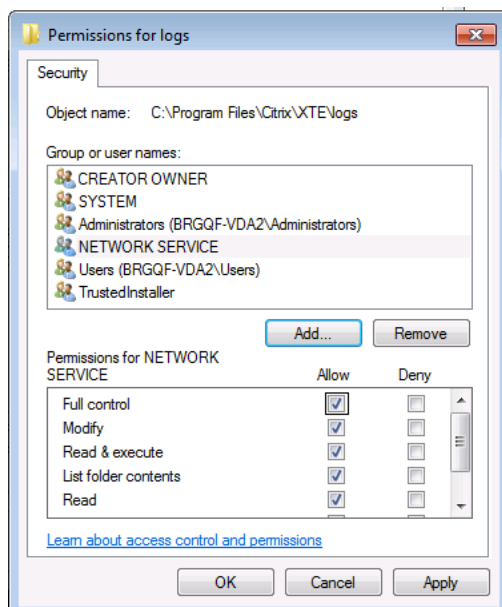 Permissions for logs
Security
Object name: C:\Program Files\Citrix\XTE\logs
Group or user names:
CREATOR OWNER
SYSTEM
Administrators (BRGQF-VDA2\Administrators)
NETWORK SERVICE
Users (BRGQF-VDA2\Users)
TrustedInstaller
Add... Remove
Permissions for NETWORK
SERVICE Allow Deny
Full control
Modify
Read & execute
List folder contents
Read
Learn about access control and permissions
OK Cancel Apply